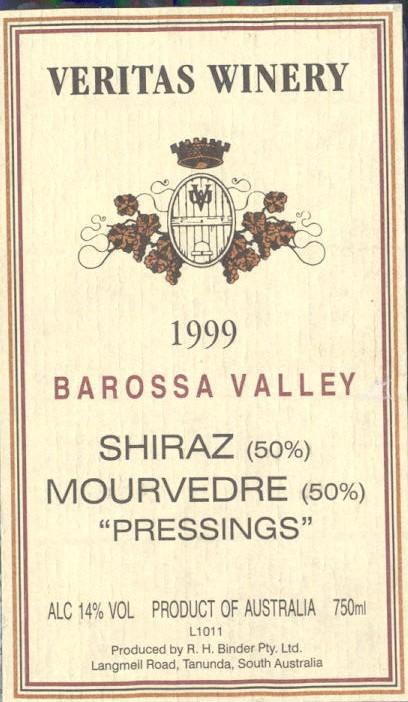 VERITAS WINERY
VW
1999
BAROSSA VALLEY
SHIRAZ (50%)
MOURVEDRE (50%)
“PRESSINGS”
ALC 14% VOL PRODUCT OF AUSTRALIA 750ml
L1011
Produced by R. H. Binder Pty. Ltd.
Langmeil Road, Tanunda, South Australia